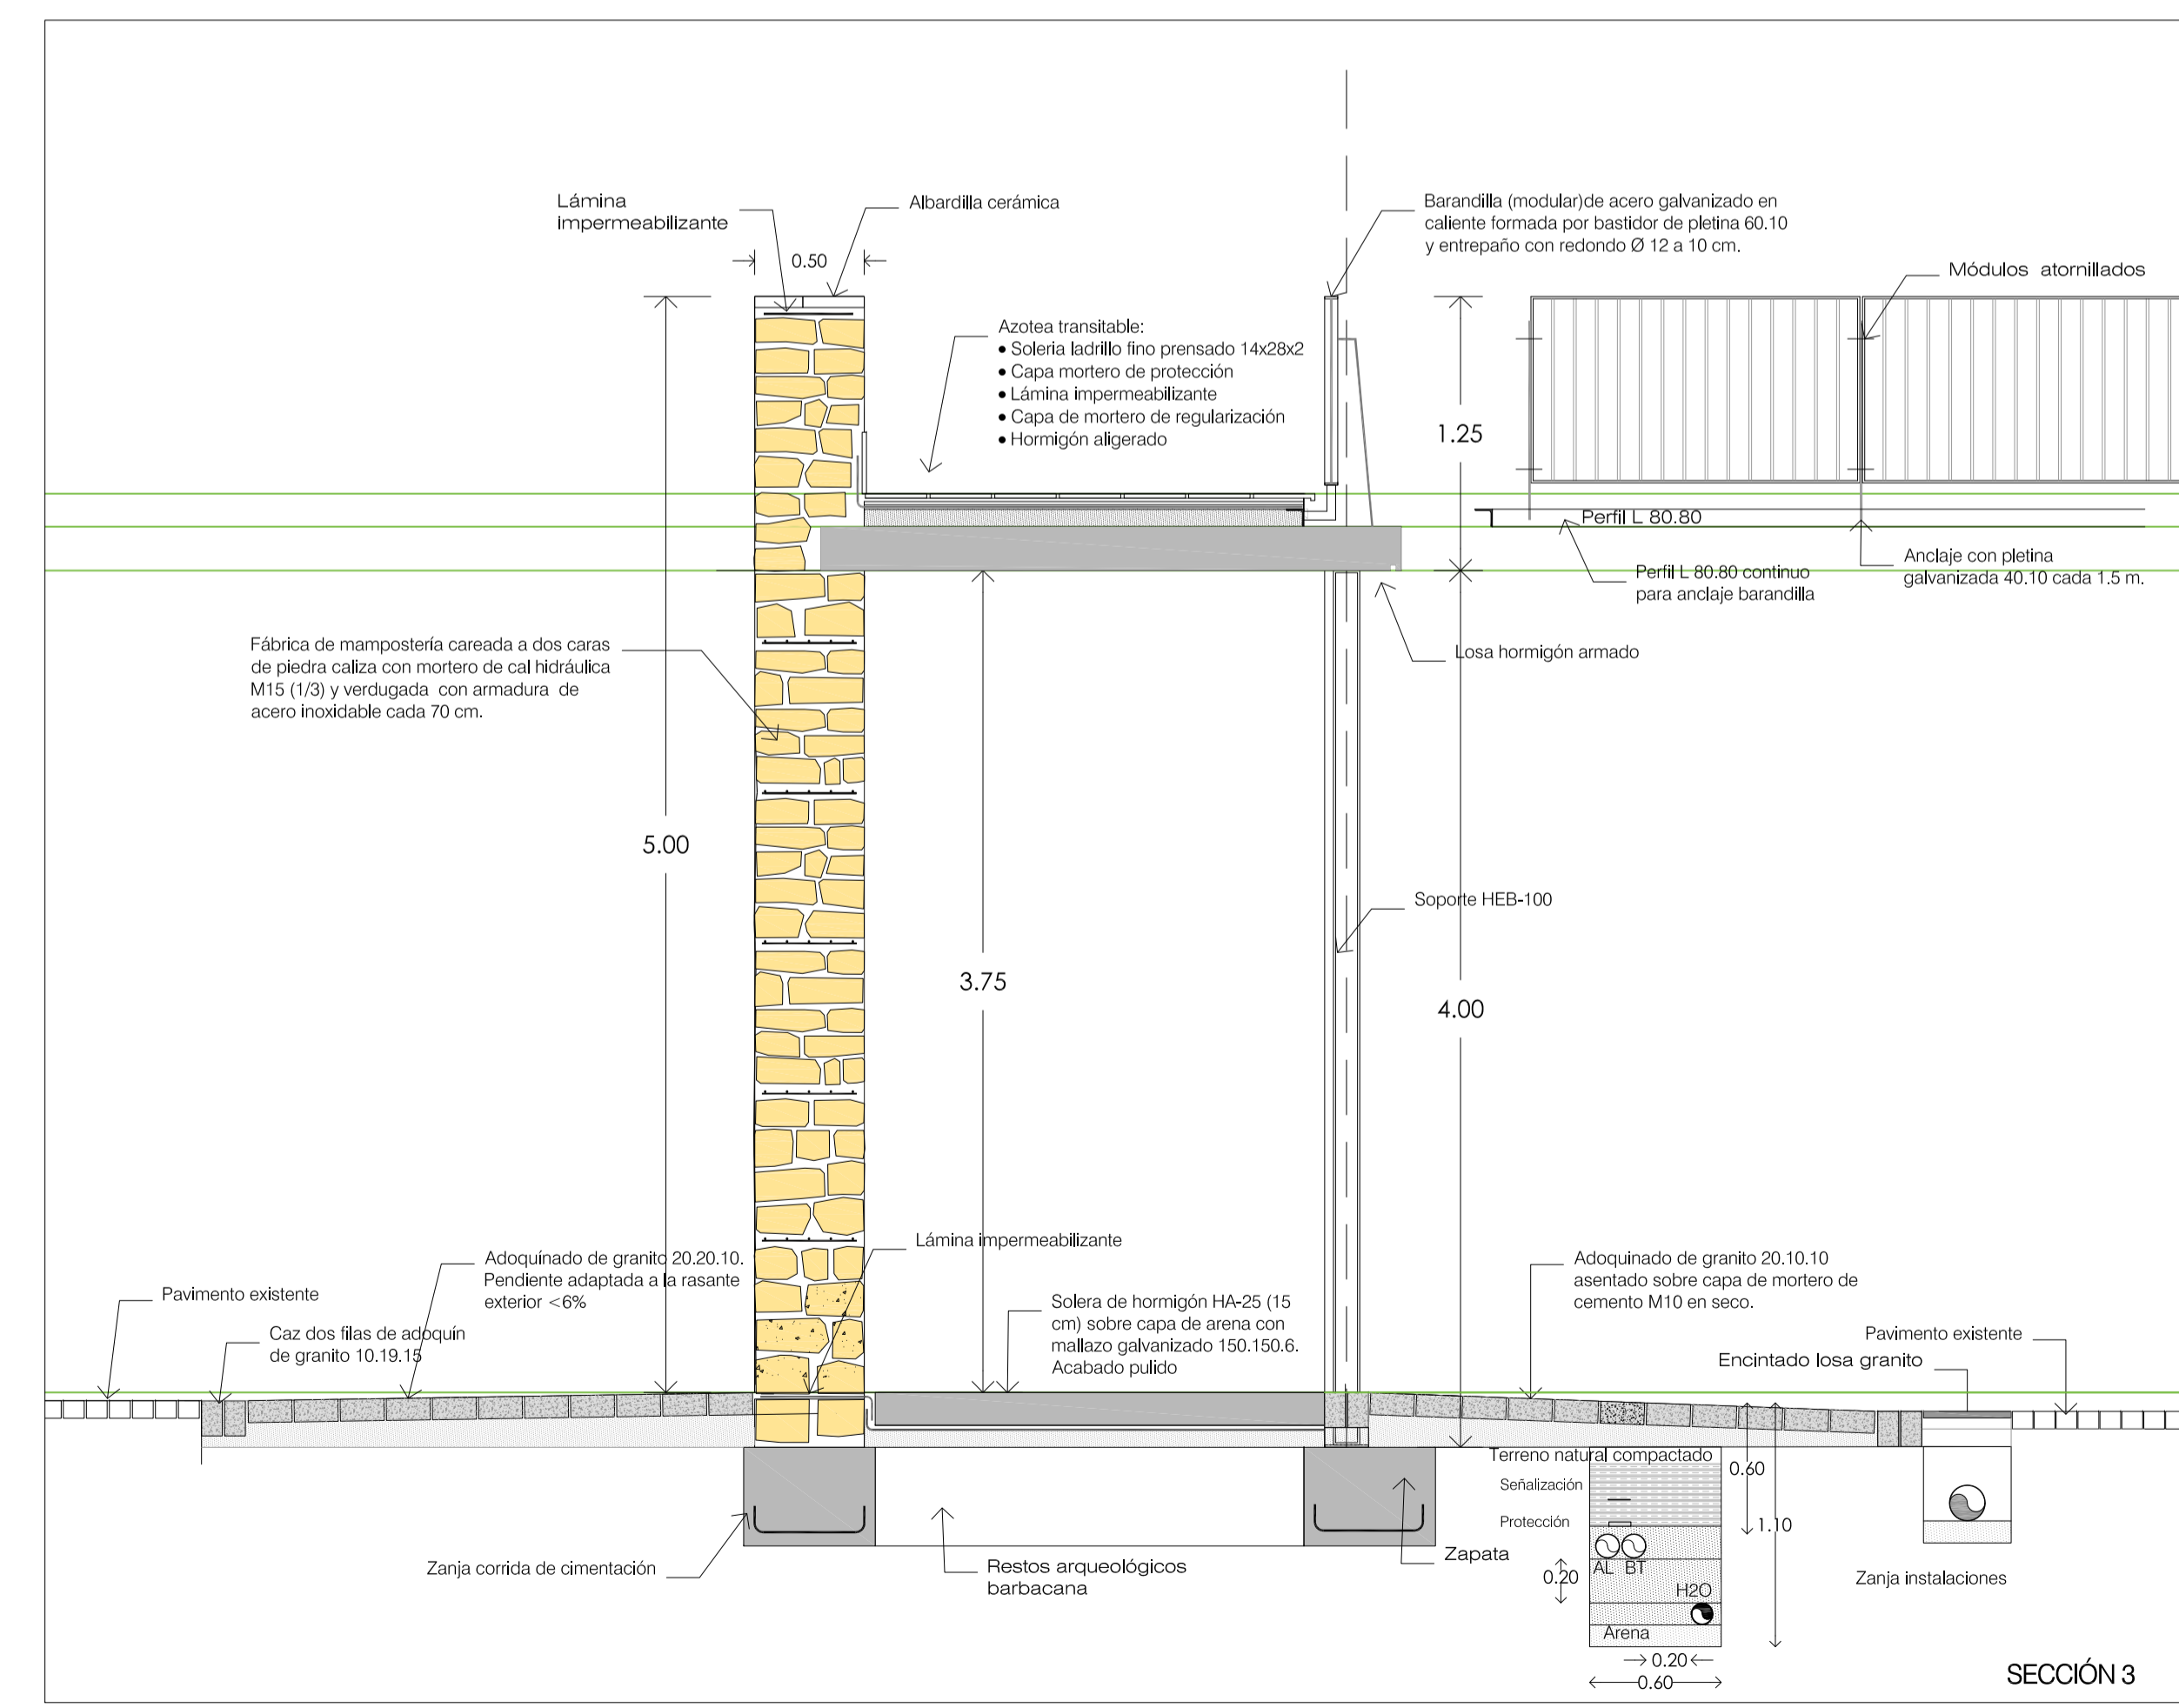 Lámina
impermeabilizante
Albardilla cerámica
0.50
Barandilla (modular)de acero galvanizado en
caliente formada por bastidor de pletina 60.10
y entrepaño con redondo Ø 12 a 10 cm.
Módulos atornillados
Azotea transitable:
• Soleria ladrillo fino prensado 14x28x2
• Capa mortero de protección
• Lámina impermeabilizante
• Capa de mortero de regularización
• Hormigón aligerado
1.25
Perfil L 80.80
Perfil L 80.80 continuo
para anclaje barandilla
Anclaje con pletina
galvanizada 40.10 cada 1.5 m.
Losa hormigón armado
Fábrica de mampostería careada a dos caras
de piedra caliza con mortero de cal hidráulica
M15 (1/3) y verdugada con armadura de
acero inoxidable cada 70 cm.
5.00
Soporte HEB-100
3.75
4.00
Lámina impermeabilizante
Adoquínado de granito 20.20.10.
Pendiente adaptada a la rasante
exterior <6%
Pavimento existente
Caz dos filas de adoquín
de granito 10.19.15
Solera de hormigón HA-25 (15
cm) sobre capa de arena con
mallazo galvanizado 150.150.6.
Acabado pulido
Adoquinado de granito 20.10.10
asentado sobre capa de mortero de
cemento M10 en seco.
Pavimento existente
Encintado losa granito
Terreno natural compactado
0.60
Señalización
Protección
1.10
Zapata
AL BT
0.20
H2O
Arena
0.20
0.60
Zanja instalaciones
Zanja corrida de cimentación
Restos arqueológicos
barbacana
SECCIÓN 3